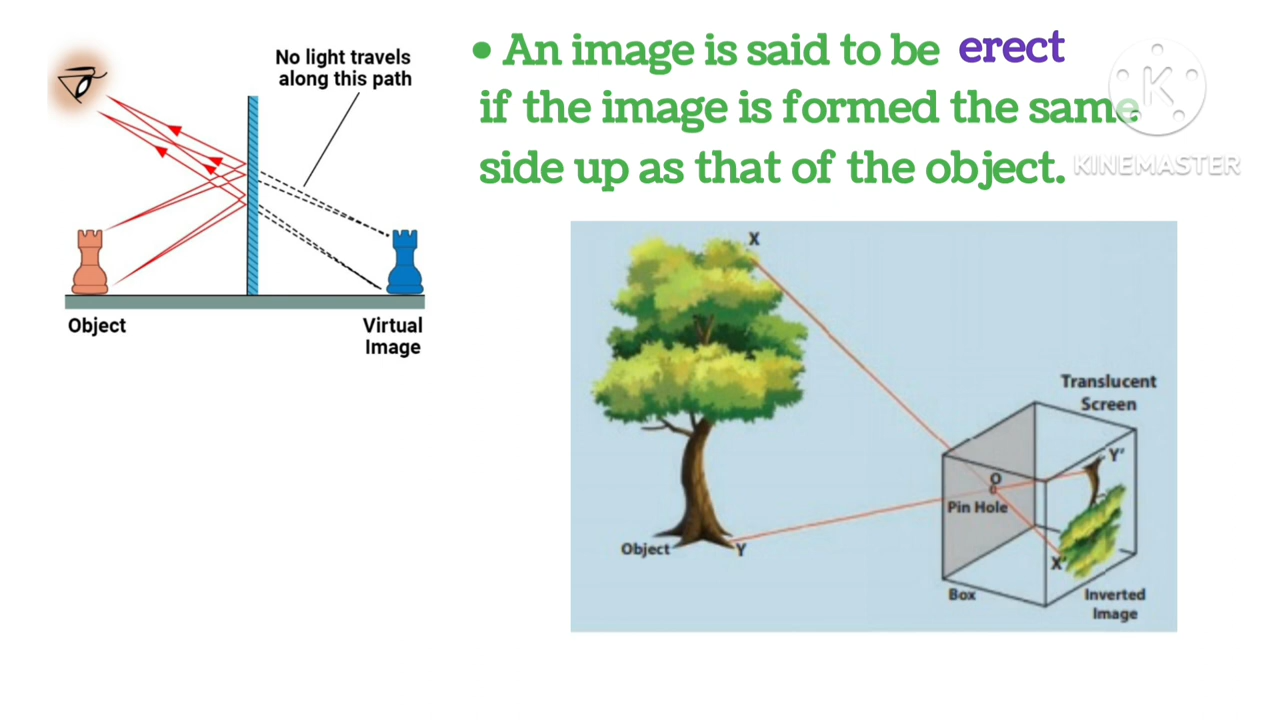 No light travels
along this path
Object
Virtual
Image
• An image is said to be erect
if the image is formed the same
side up as that of the object.
K
KINEMASTER
X
Translucent
Screen
Y'
O
Pin Hole
Object
Y
X'
Box
Inverted
Image